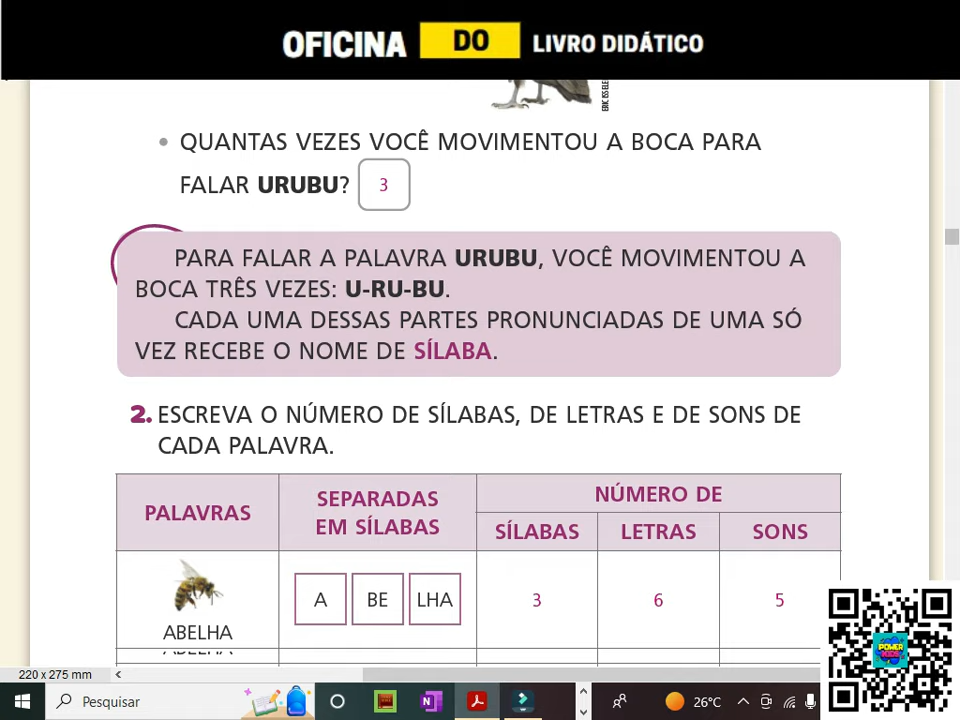 OFICINA DO LIVRO DIDÁTICO
• QUANTAS VEZES VOCÊ MOVIMENTOU A BOCA PARA
FALAR URUBU? 3
PARA FALAR A PALAVRA URUBU, VOCÊ MOVIMENTOU A
BOCA TRÊS VEZES: U-RU-BU.
CADA UMA DESSAS PARTES PRONUNCIADAS DE UMA SÓ
VEZ RECEBE O NOME DE SÍLABA.
2. ESCREVA O NÚMERO DE SÍLABAS, DE LETRAS E DE SONS DE
CADA PALAVRA.
PALAVRAS
SEPARADAS
EM SÍLABAS
NÚMERO DE
SÍLABAS LETRAS SONS
A BE LHA 3 6 5
ABELHA
POWER
KIDS
220 x 275 mm
Pesquisar
26°C